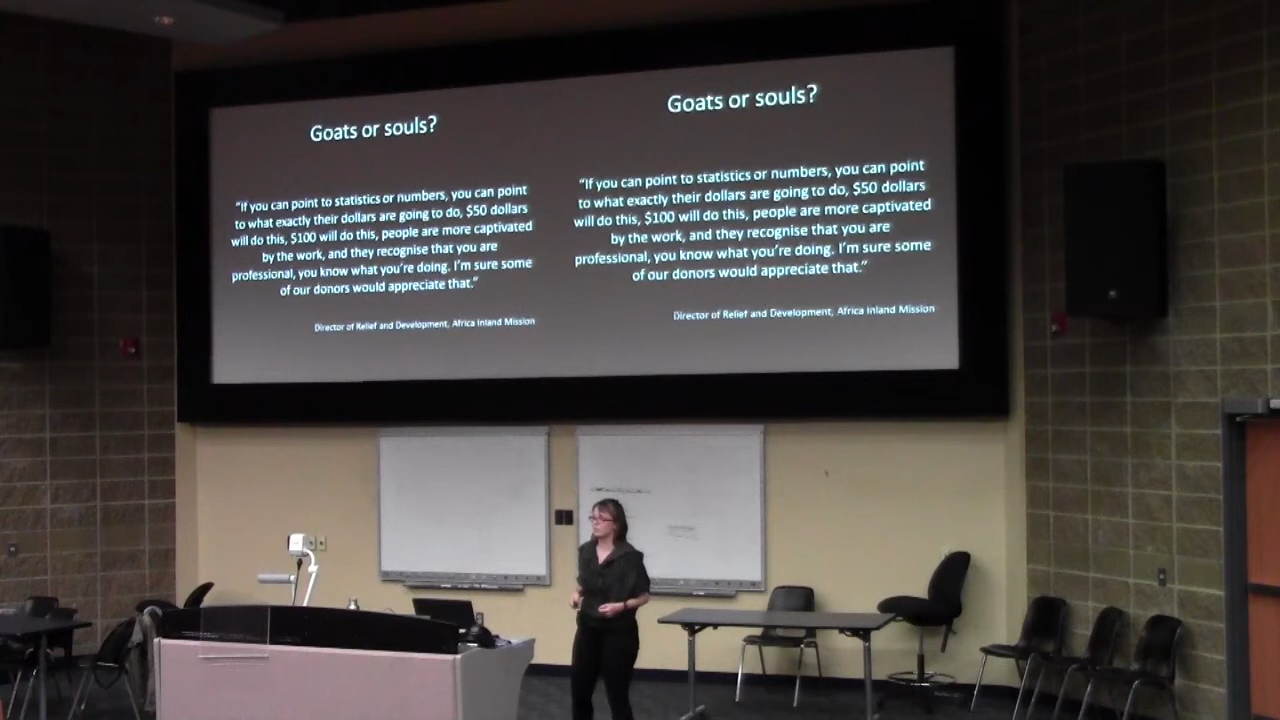 Goats or souls?
“If you can point to statistics or numbers, you can point
to what exactly their dollars are going to do, $50 dollars
will do this, $100 will do this, people are more captivated
by the work, and they recognise that you are
professional, you know what you’re doing. I’m sure some
of our donors would appreciate that.”
Director of Relief and Development, Africa Inland Mission
Goats or souls?
“If you can point to statistics or numbers, you can point
to what exactly their dollars are going to do, $50 dollars
will do this, $100 will do this, people are more captivated
by the work, and they recognise that you are
professional, you know what you’re doing. I’m sure some
of our donors would appreciate that.”
Director of Relief and Development, Africa Inland Mission